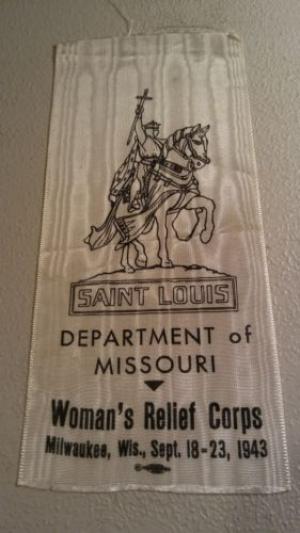 SAINT LOUIS
DEPARTMENT of
MISSOURI
Woman's Relief Corps
Milwaukee, Wis., Sept. 18-23, 1943